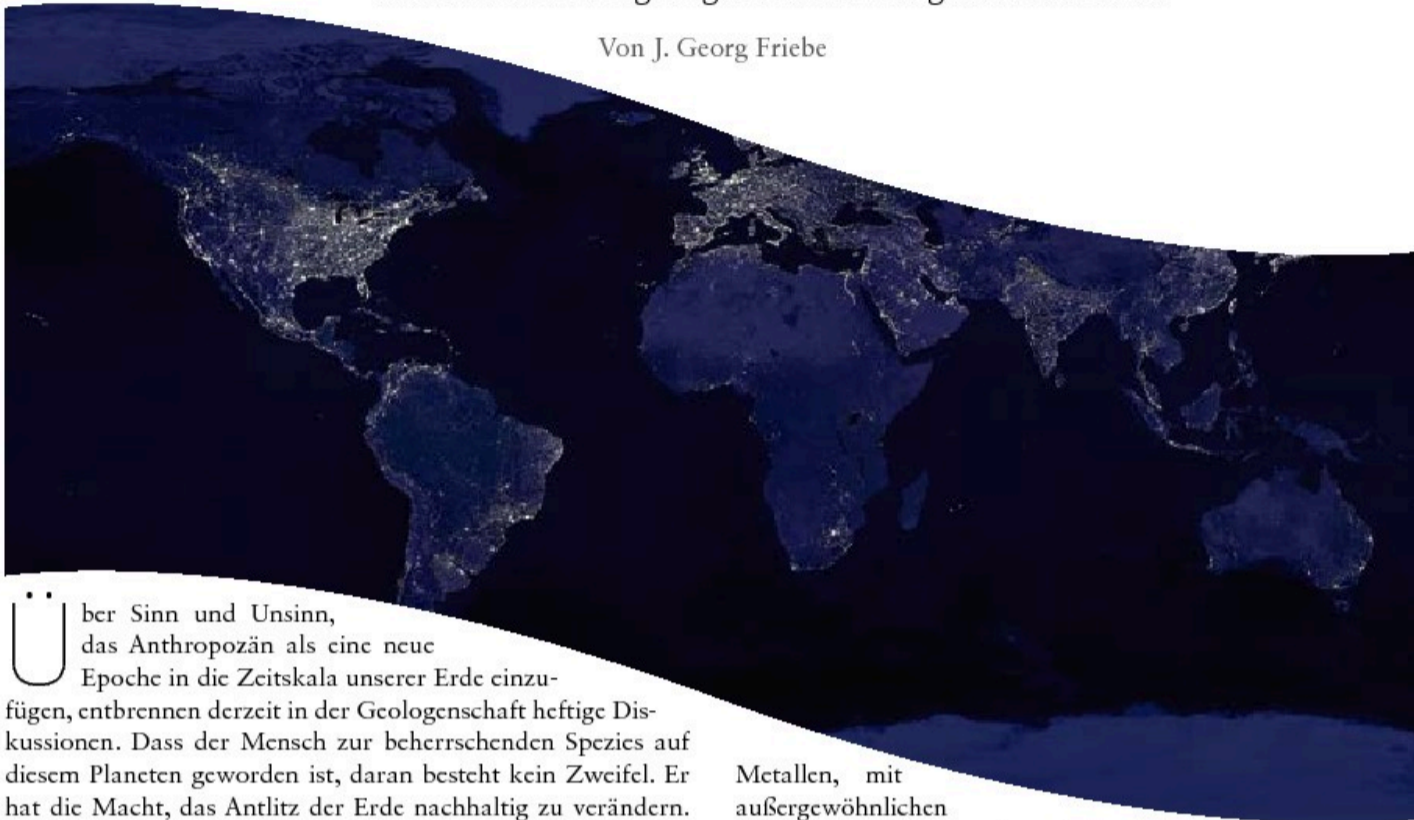 Von J. Georg Friebe
Über Sinn und Unsinn,
das Anthropozän als eine neue
Epoche in die Zeitskala unserer Erde einzu-
fügen, entbrennen derzeit in der Geologenschaft heftige Dis-
kussionen. Dass der Mensch zur beherrschenden Spezies auf
diesem Planeten geworden ist, daran besteht kein Zweifel. Er
hat die Macht, das Antlitz der Erde nachhaltig zu verändern.
Metallen, mit
außergewöhnlichen